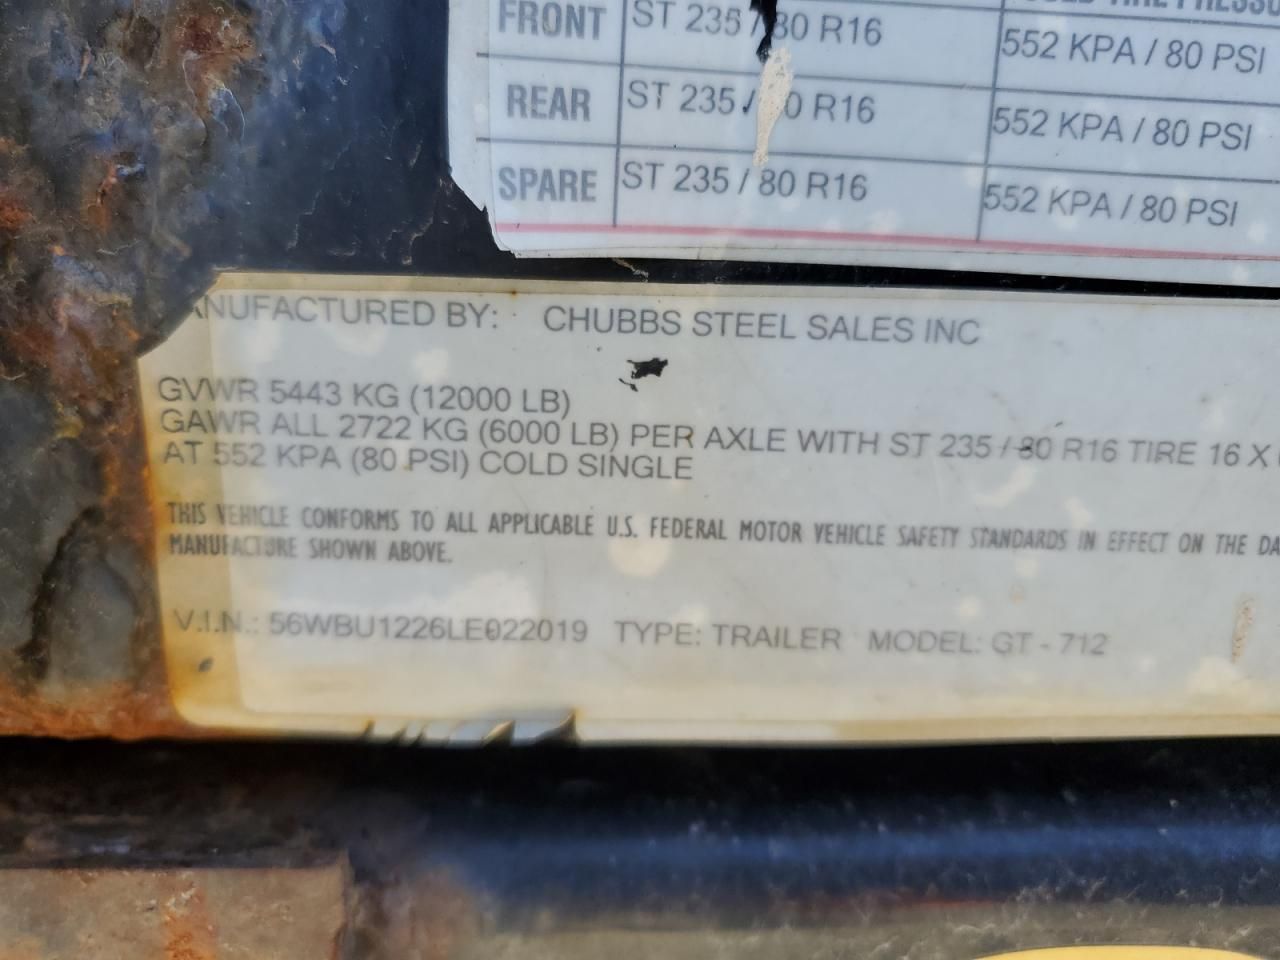 FRONT ST 235 / 80 R16 552 KPA / 80 PSI
REAR ST 235 / 80 R16 552 KPA / 80 PSI
SPARE ST 235 / 80 R16 552 KPA / 80 PSI
ANUFACTURED BY: CHUBBS STEEL SALES INC
GVWR 5443 KG (12000 LB)
GAWR ALL 2722 KG (6000 LB) PER AXLE WITH ST 235 / 80 R16 TIRE 16 X
AT 552 KPA (80 PSI) COLD SINGLE
THIS VEHICLE CONFORMS TO ALL APPLICABLE U.S. FEDERAL MOTOR VEHICLE SAFETY STANDARDS IN EFFECT ON THE DA
MANUFACTURE SHOWN ABOVE.
V.I.N.: 56WBU1226LE022019 TYPE: TRAILER MODEL: GT - 712